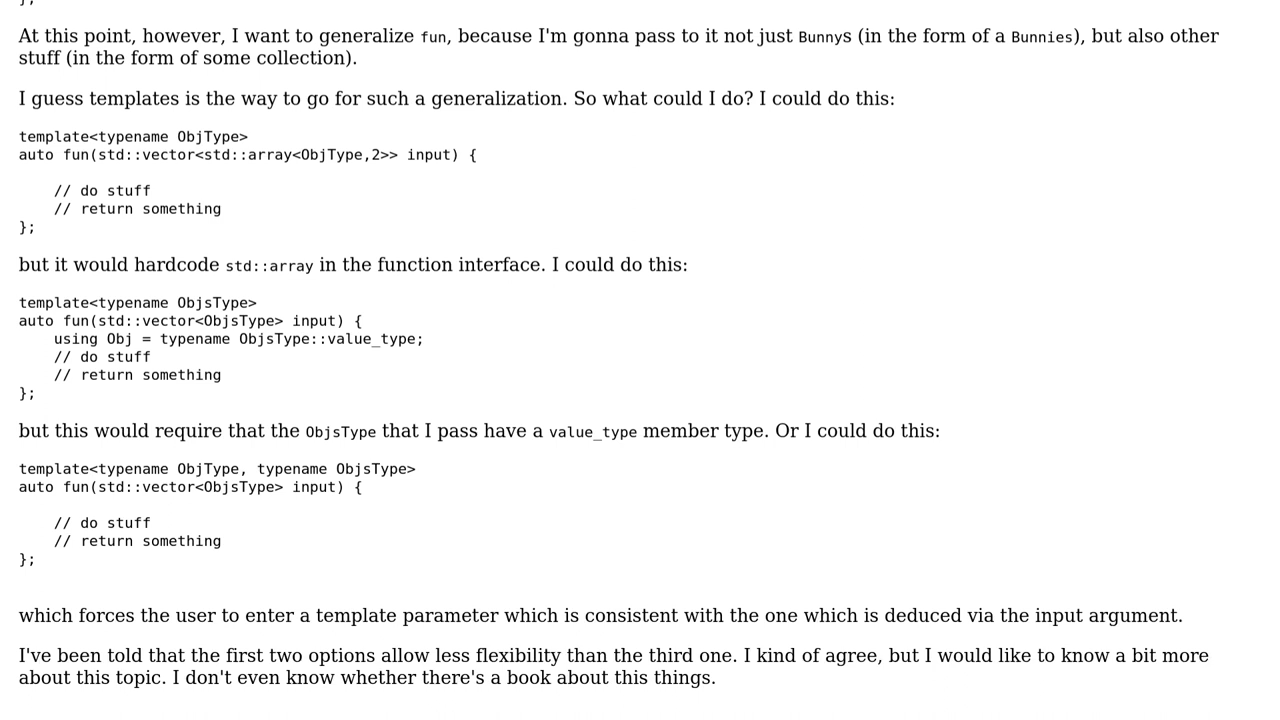 };
At this point, however, I want to generalize fun, because I'm gonna pass to it not just Bunnys (in the form of a Bunnies), but also other
stuff (in the form of some collection).
I guess templates is the way to go for such a generalization. So what could I do? I could do this:
template<typename ObjType>
auto fun(std::vector<std::array<ObjType,2>> input) {
    // do stuff
    // return something
};
but it would hardcode std::array in the function interface. I could do this:
template<typename ObjsType>
auto fun(std::vector<ObjsType> input) {
    using Obj = typename ObjsType::value_type;
    // do stuff
    // return something
};
but this would require that the ObjsType that I pass have a value_type member type. Or I could do this:
template<typename ObjType, typename ObjsType>
auto fun(std::vector<ObjsType> input) {
    // do stuff
    // return something
};
which forces the user to enter a template parameter which is consistent with the one which is deduced via the input argument.
I've been told that the first two options allow less flexibility than the third one. I kind of agree, but I would like to know a bit more
about this topic. I don't even know whether there's a book about this things.